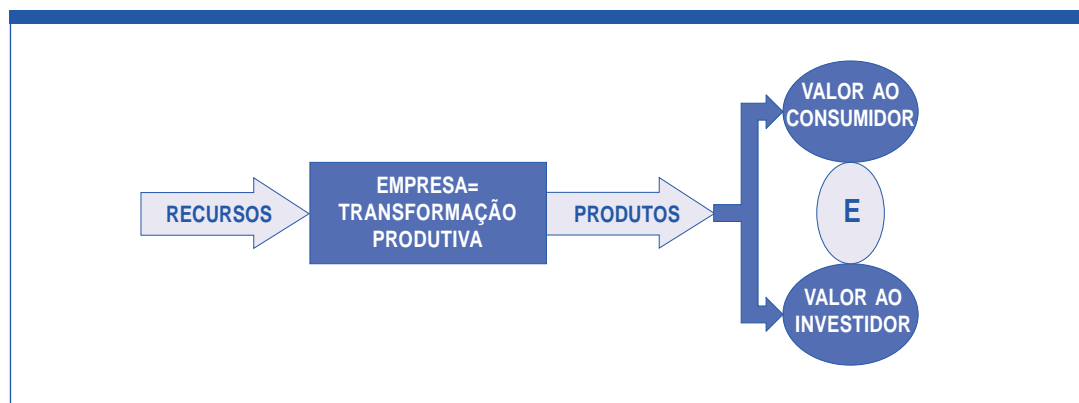 RECURSOS
EMPRESA=
TRANSFORMAÇÃO
PRODUTIVA
PRODUTOS
VALOR AO
CONSUMIDOR
E
VALOR AO
INVESTIDOR